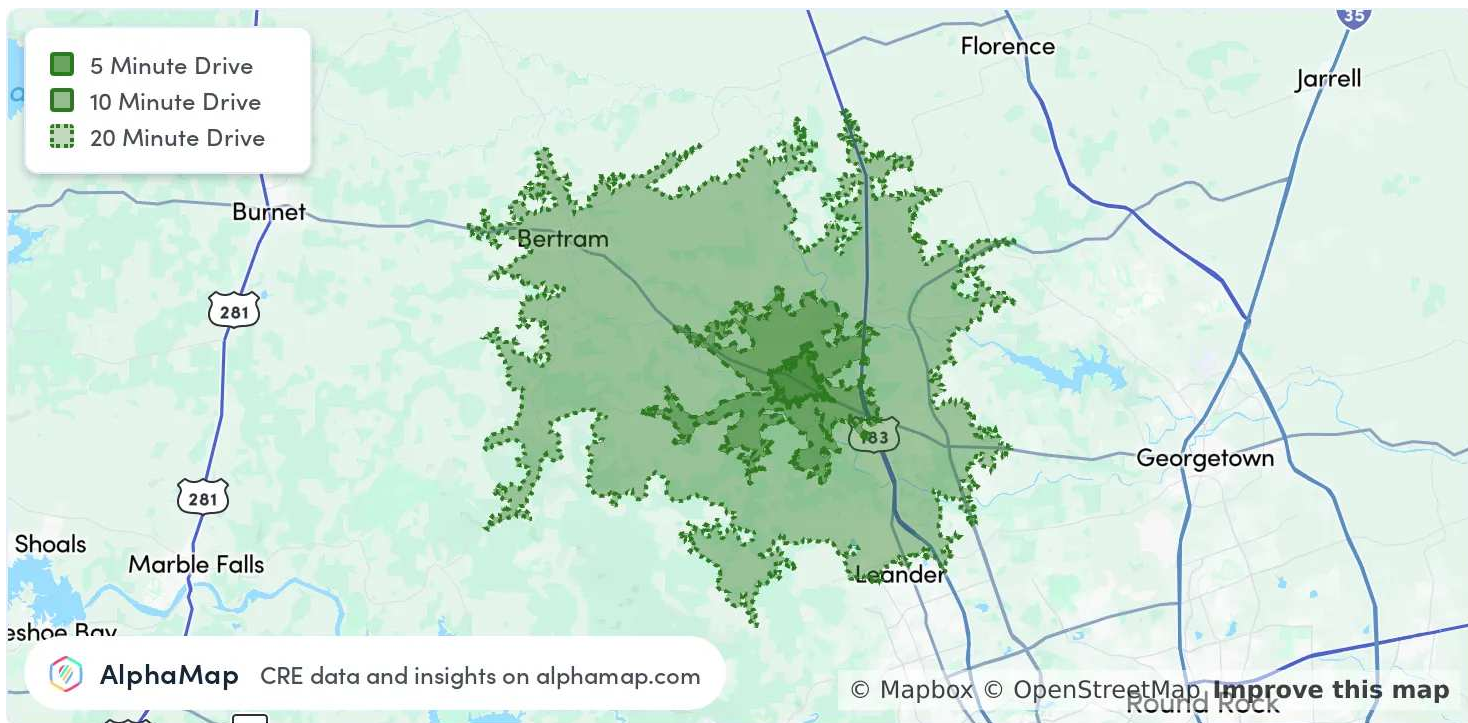 35
Florence
Jarrell
5 Minute Drive
10 Minute Drive
20 Minute Drive
Burnet
Bertram
281
183
Georgetown
281
Shoals
Marble Falls
Leander
eshoe Bay
AlphaMap CRE data and insights on alphamap.com
© Mapbox © OpenStreetMap Improve this map
Round Rock